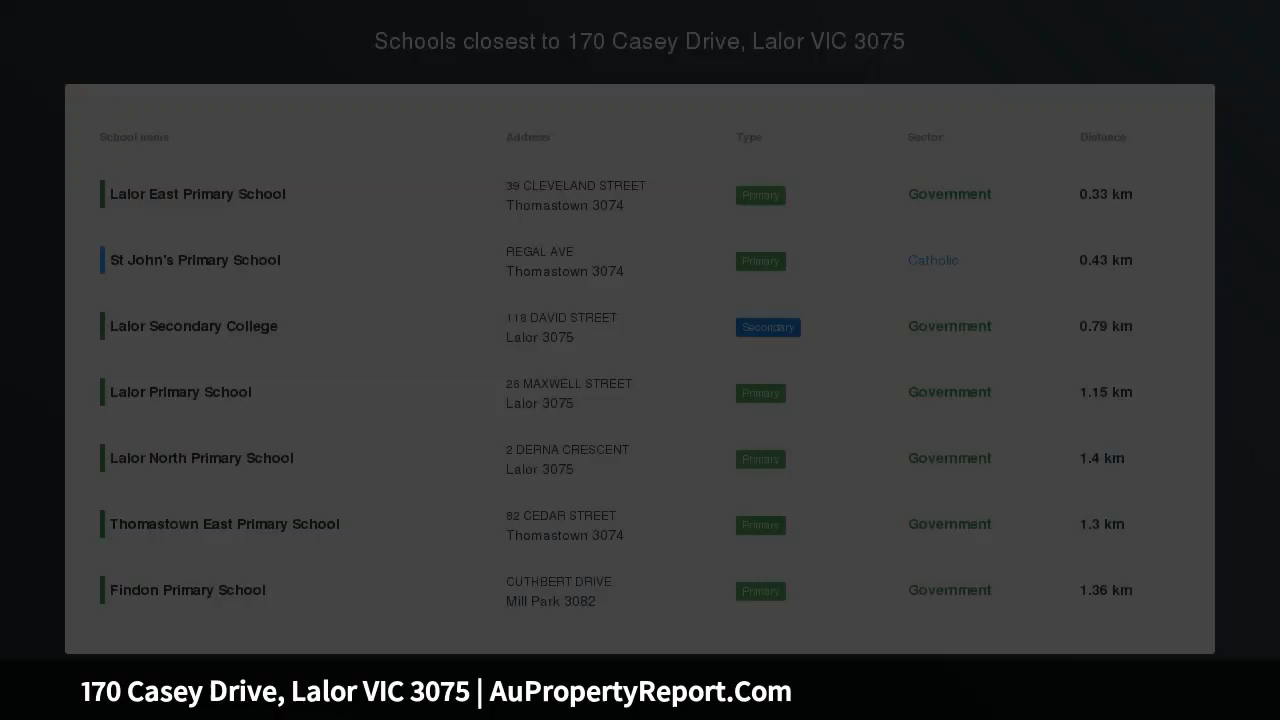 Schools closest to 170 Casey Drive, Lalor VIC 3075
School name Address Type Sector Distance
Lalor East Primary School 39 CLEVELAND STREET Thomastown 3074 Primary Government 0.33 km
St John's Primary School REGAL AVE Thomastown 3074 Primary Catholic 0.43 km
Lalor Secondary College 118 DAVID STREET Lalor 3075 Secondary Government 0.79 km
Lalor Primary School 26 MAXWELL STREET Lalor 3075 Primary Government 1.15 km
Lalor North Primary School 2 DERNA CRESCENT Lalor 3075 Primary Government 1.4 km
Thomastown East Primary School 82 CEDAR STREET Thomastown 3074 Primary Government 1.3 km
Findon Primary School CUTHBERT DRIVE Mill Park 3082 Primary Government 1.36 km
170 Casey Drive, Lalor VIC 3075 | AuPropertyReport.Com